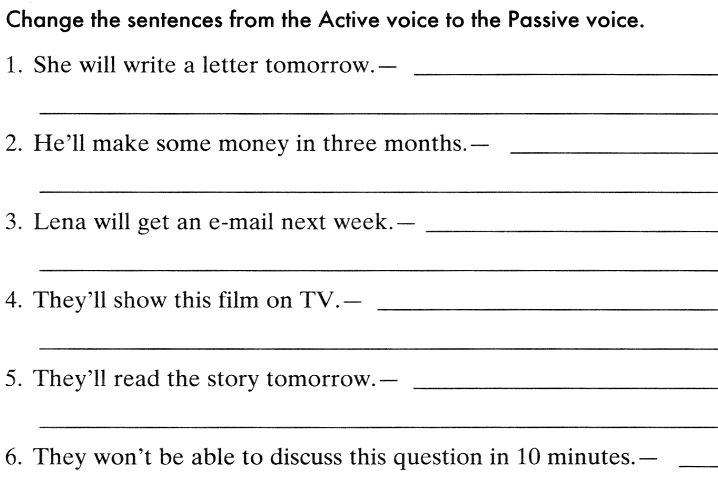 Change the sentences from the Active voice to the Passive voice.
1. She will write a letter tomorrow.—
2. He'll make some money in three months.—
3. Lena will get an e-mail next week.—
4. They'll show this film on TV.—
5. They'll read the story tomorrow.—
6. They won't be able to discuss this question in 10 minutes.—